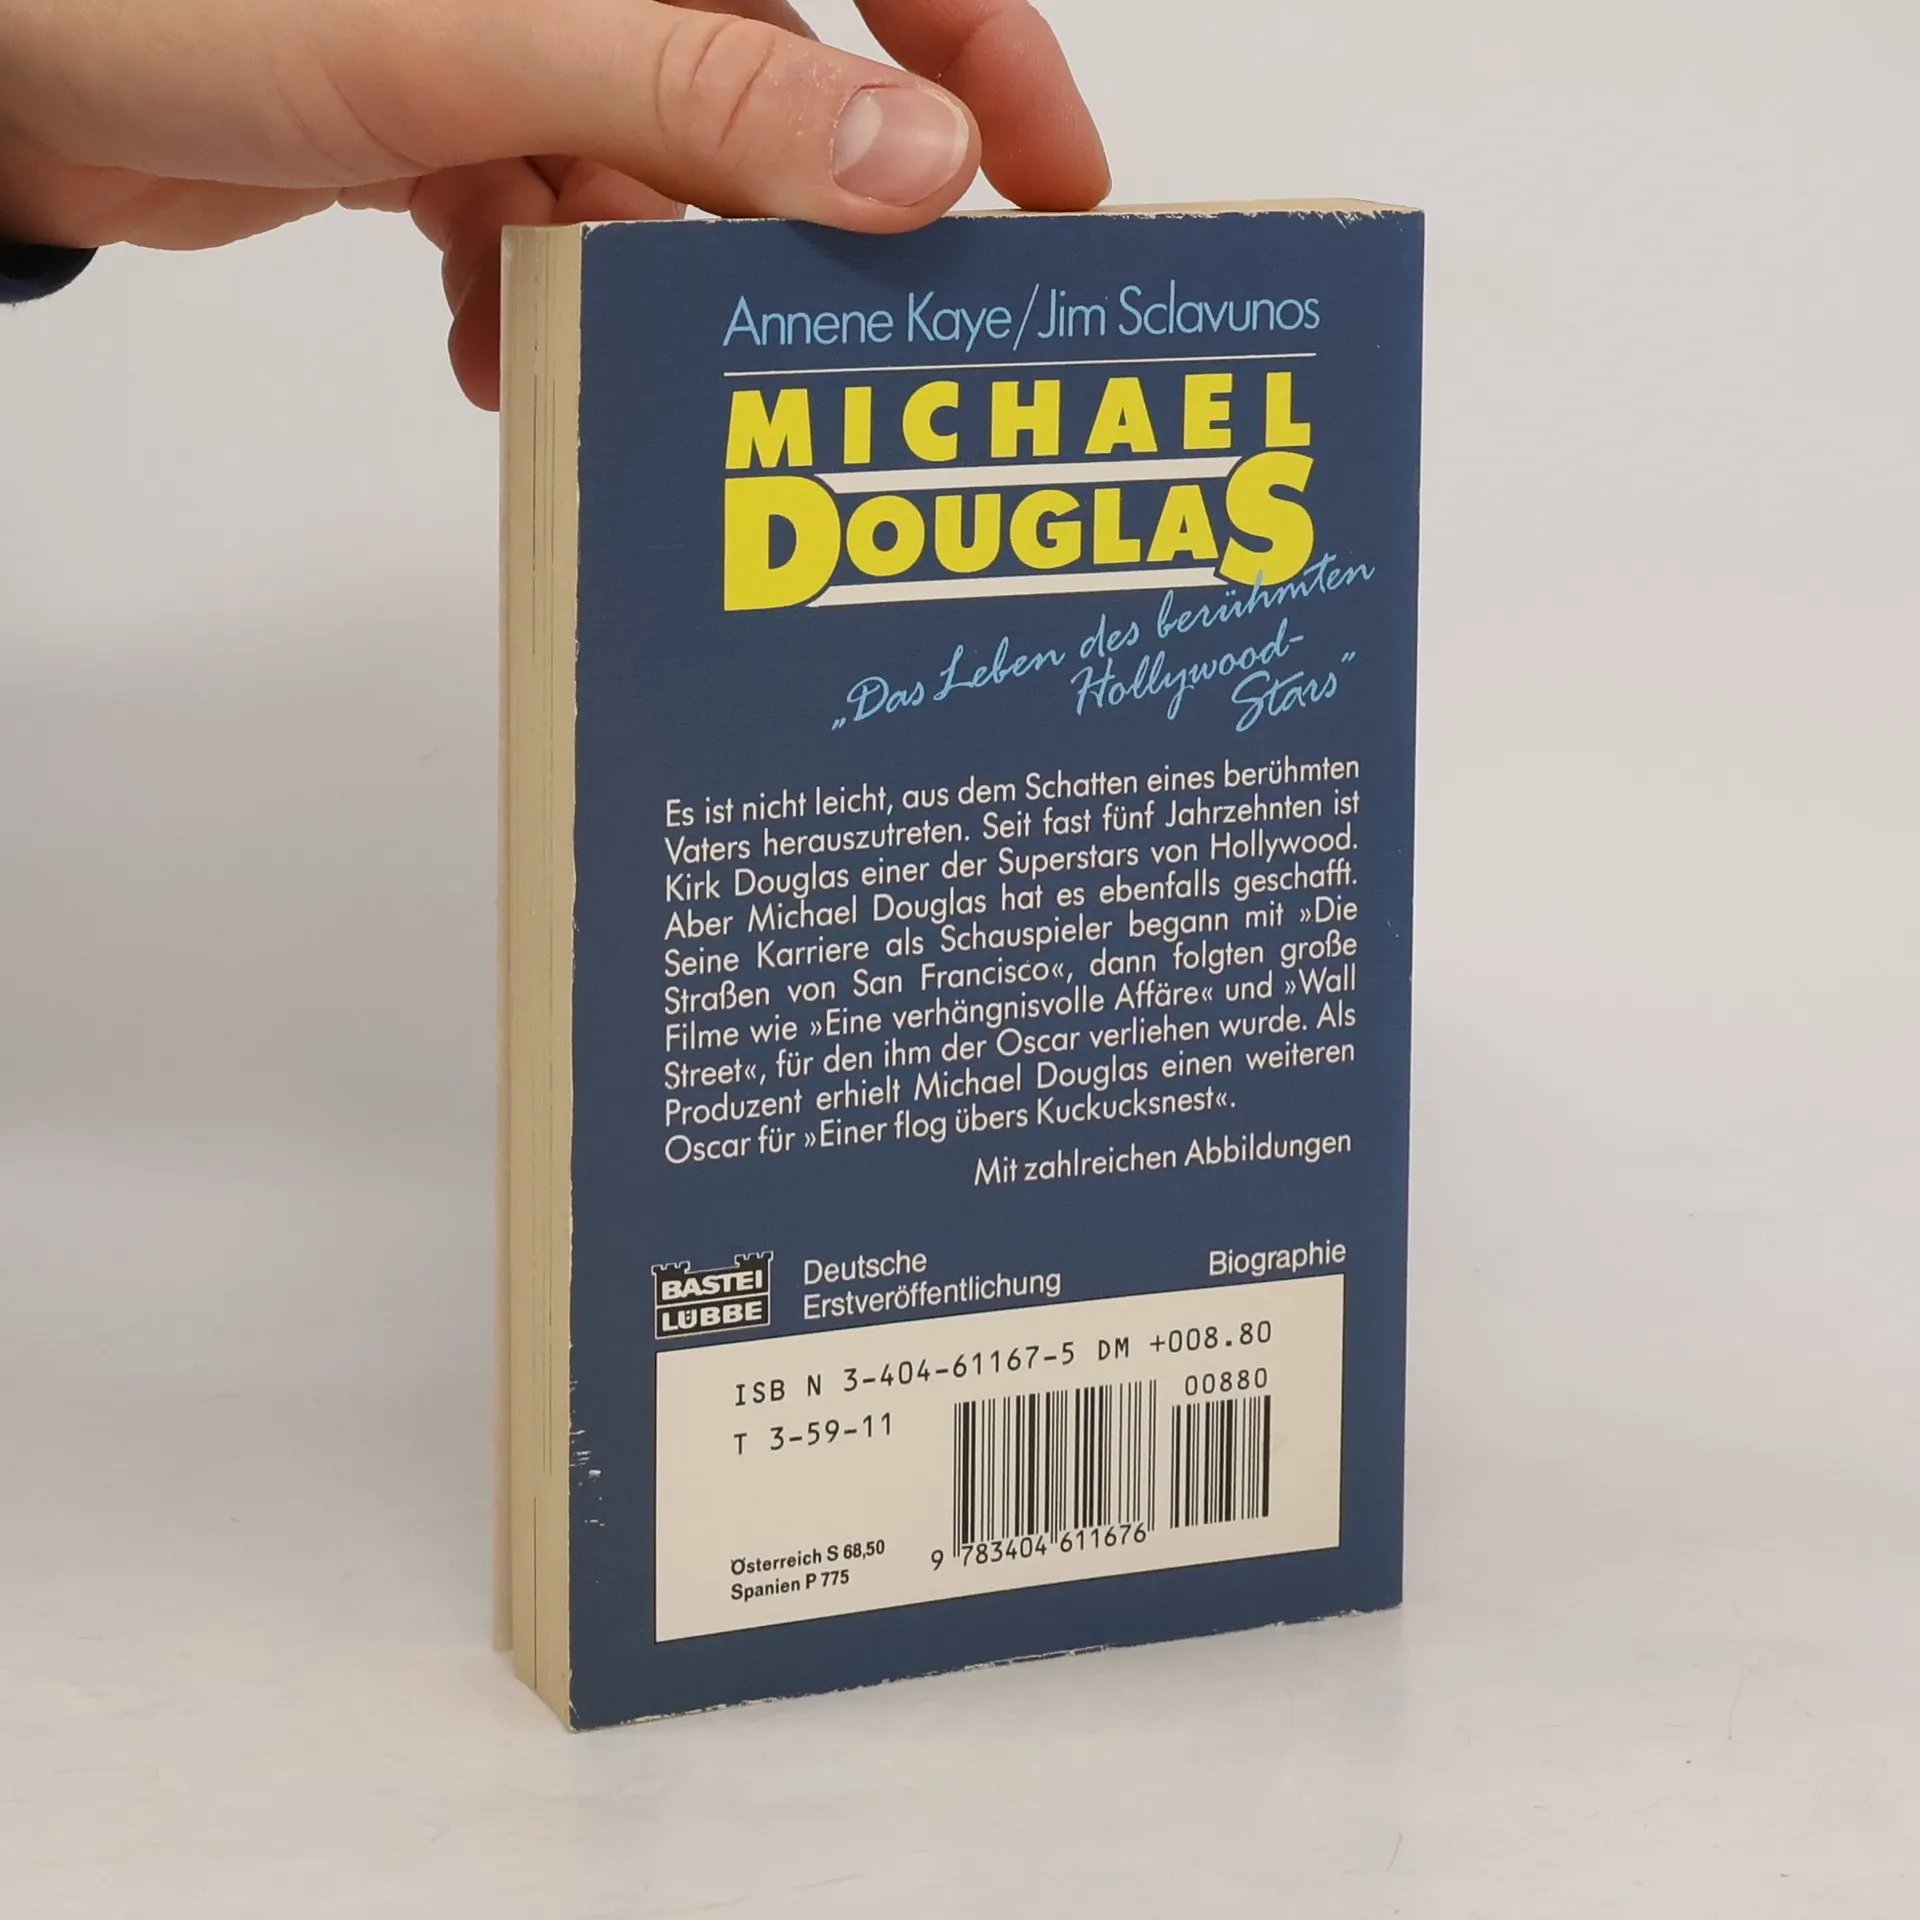 Annene Kaye/Jim Sclavunos
MICHAEL
DOUGLAS
„Das Leben des berühmten
Hollywood-
Stars”
Es ist nicht leicht, aus dem Schatten eines berühmten
Vaters herauszutreten. Seit fast fünf Jahrzehnten ist
Kirk Douglas einer der Superstars von Hollywood.
Aber Michael Douglas hat es ebenfalls geschafft.
Seine Karriere als Schauspieler begann mit »Die
Straßen von San Francisco«, dann folgten große
Filme wie »Eine verhängnisvolle Affäre« und »Wall
Street«, für den ihm der Oscar verliehen wurde. Als
Produzent erhielt Michael Douglas einen weiteren
Oscar für »Einer flog übers Kuckucksnest«.
Mit zahlreichen Abbildungen
BASTEI
LÜBBE
Deutsche
Erstveröffentlichung
Biographie
ISB N 3-404-61167-5 DM +008.80
00880
T 3-59-11
Österreich S 68,50
Spanien P 775
9 783404 611676